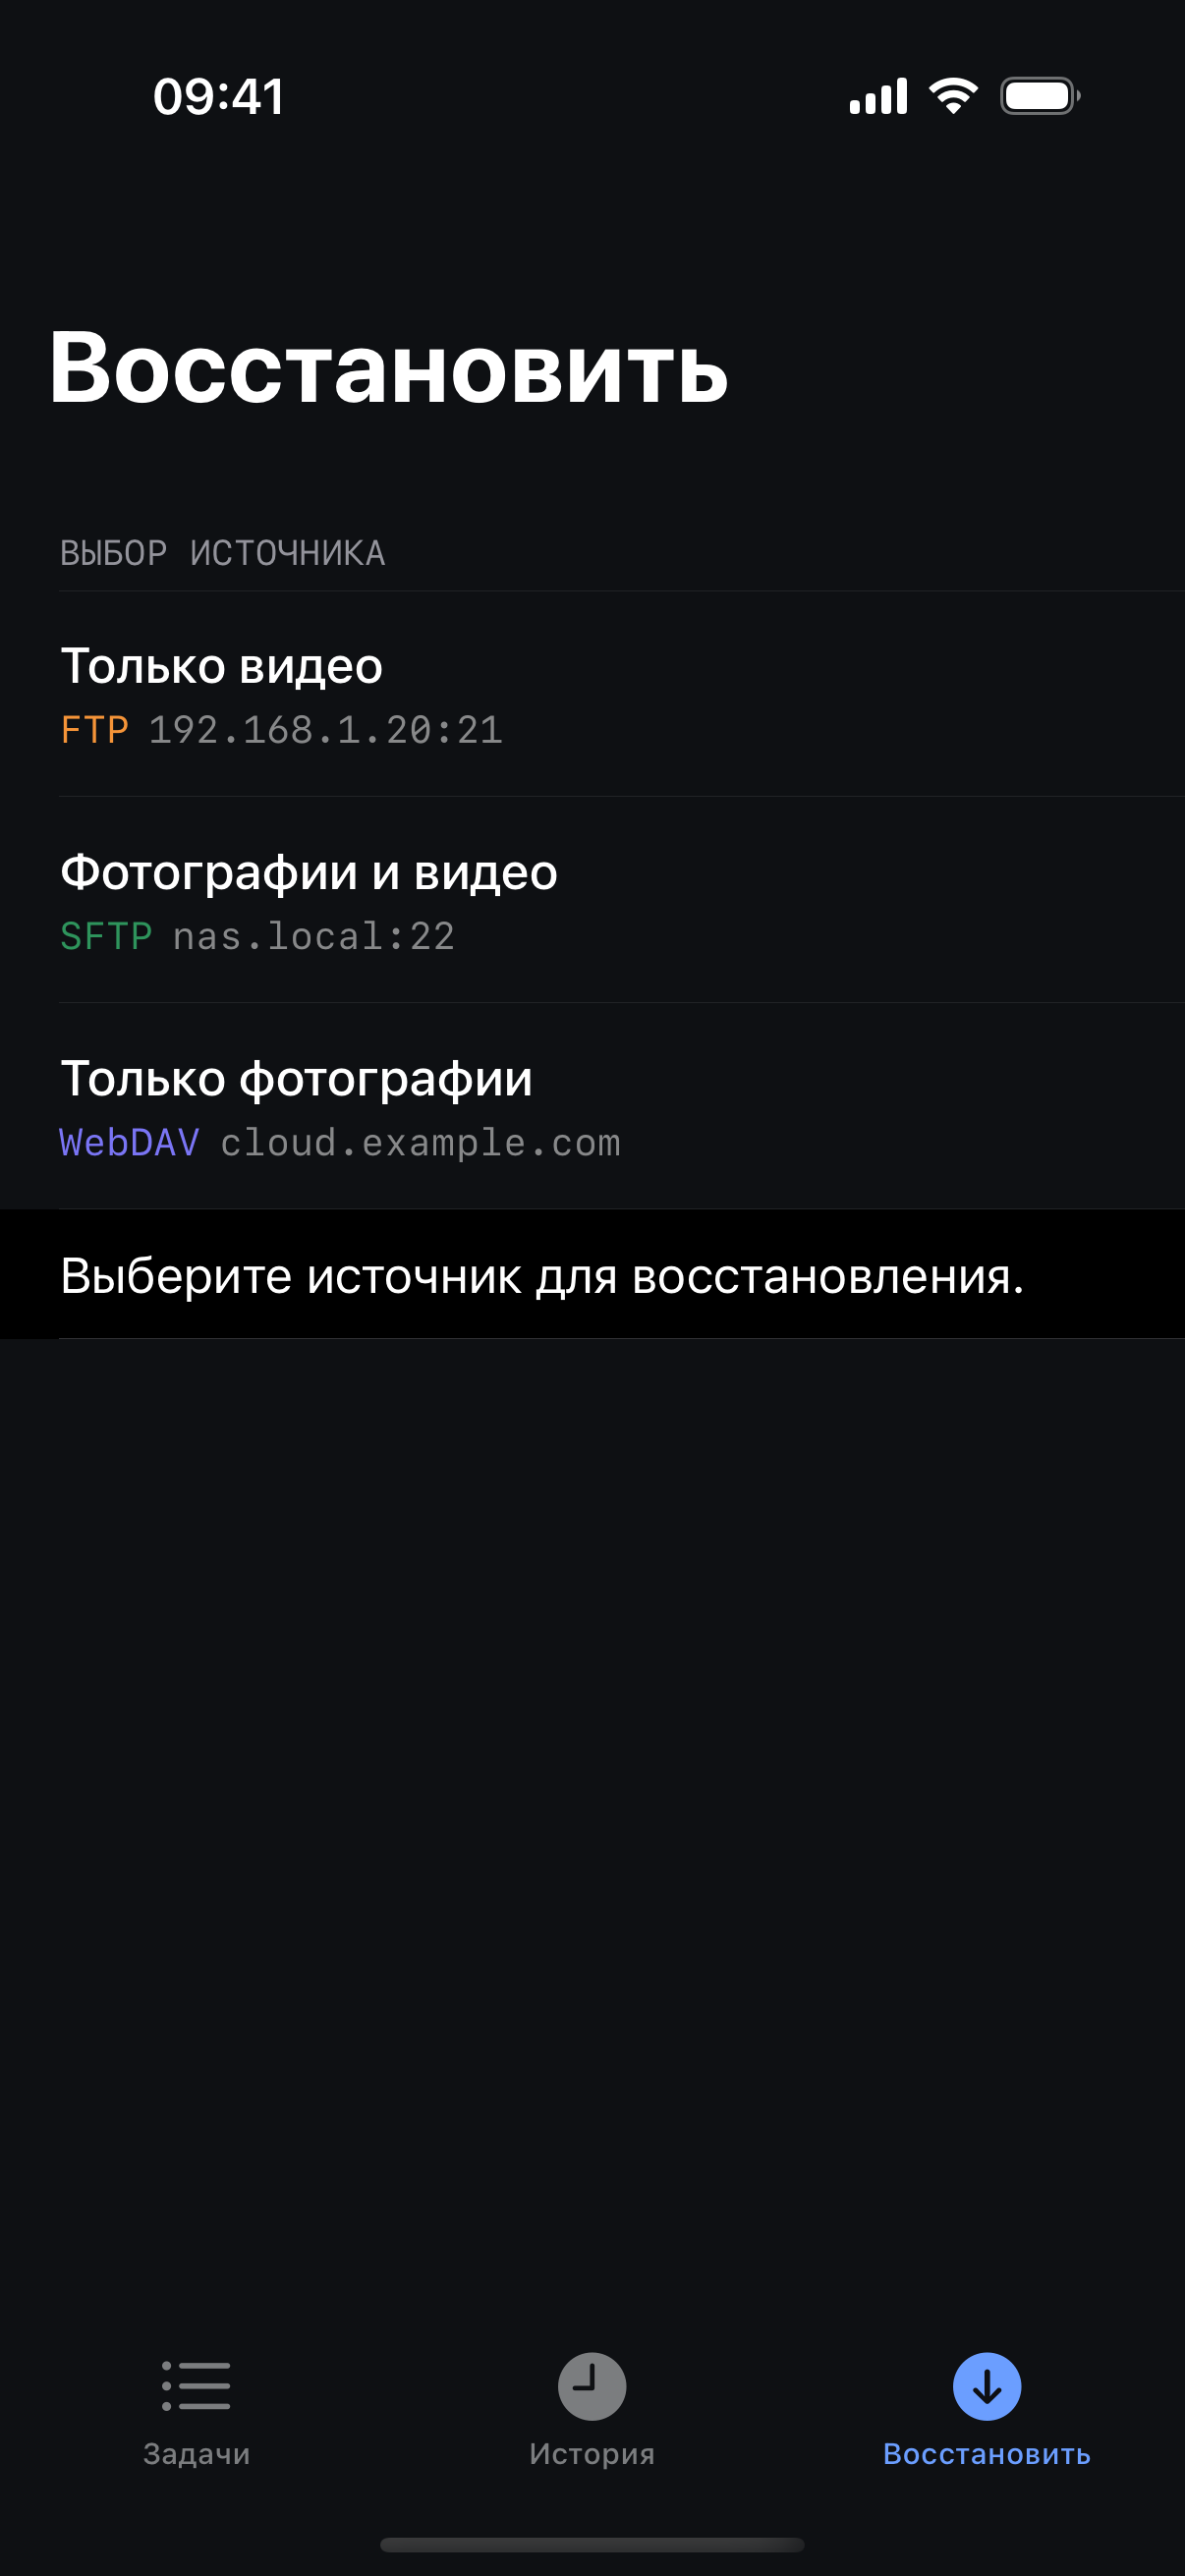 09:41
Восстановить
ВЫБОР ИСТОЧНИКА
Только видео
FTP 192.168.1.20:21
Фотографии и видео
SFTP nas.local:22
Только фотографии
WebDAV cloud.example.com
Выберите источник для восстановления.
Задачи
История
Восстановить